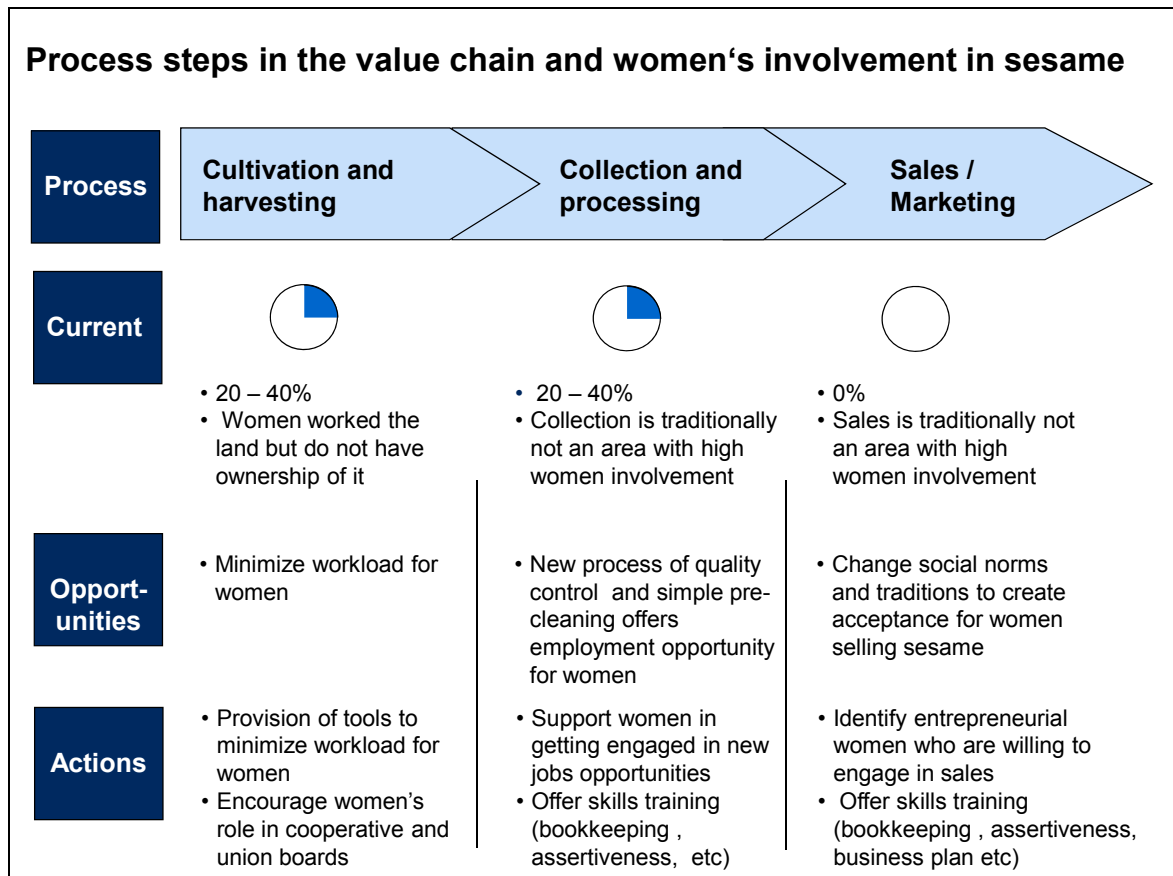 Process steps in the value chain and women‘s involvement in sesame
Process
Cultivation and
harvesting
Collection and
processing
Sales /
Marketing
Current
• 20 – 40%
• Women worked the
land but do not have
ownership of it
• 20 – 40%
• Collection is traditionally
not an area with high
women involvement
• 0%
• Sales is traditionally not
an area with high
women involvement
Opport-
unities
• Minimize workload for
women
• New process of quality
control and simple pre-
cleaning offers
employment opportunity
for women
• Change social norms
and traditions to create
acceptance for women
selling sesame
Actions
• Provision of tools to
minimize workload for
women
• Encourage women’s
role in cooperative and
union boards
• Support women in
getting engaged in new
jobs opportunities
• Offer skills training
(bookkeeping ,
assertiveness, etc)
• Identify entrepreneurial
women who are willing to
engage in sales
• Offer skills training
(bookkeeping , assertiveness,
business plan etc)